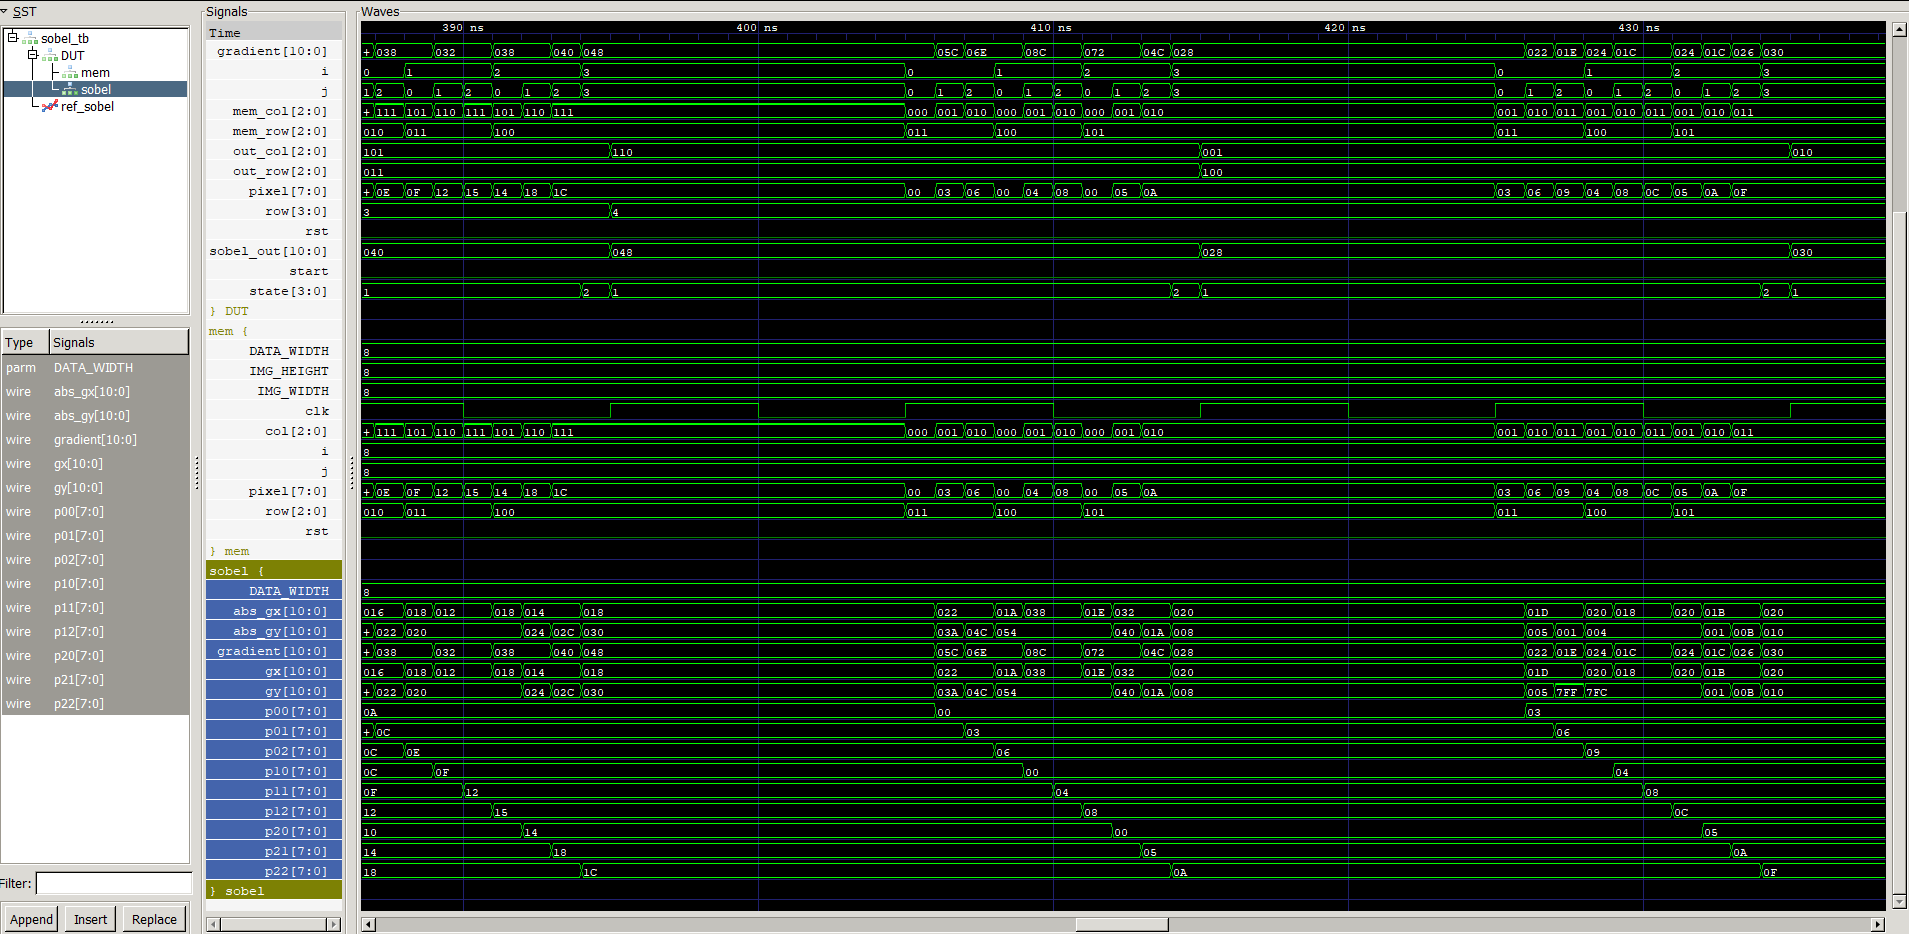 SST
sobel_tb
DUT
mem
sobel
ref_sobel
Type Signals
parm DATA_WIDTH
wire abs_gx[10:0]
wire abs_gy[10:0]
wire gradient[10:0]
wire gx[10:0]
wire gy[10:0]
wire p00[7:0]
wire p01[7:0]
wire p02[7:0]
wire p10[7:0]
wire p11[7:0]
wire p12[7:0]
wire p20[7:0]
wire p21[7:0]
wire p22[7:0]
Filter:
Append Insert Replace
Signals
Waves
Time 390 ns 400 ns 410 ns 420 ns 430 ns
gradient[10:0] + 038 032 038 040 048 05C 06E 08C 072 04C 028 022 01E 024 01C 024 01C 026 030
i 0 1 2 3 0 1 2 3 0 1 2 3
j 1 2 0 1 2 0 1 2 3 0 1 2 0 1 2 0 1 2 3 0 1 2 0 1 2 0 1 2 3
mem_col[2:0] + 111 101 110 111 101 110 111 000 001 010 000 001 010 000 001 010 001 010 011 001 010 011 001 010 011
mem_row[2:0] 010 011 100 011 100 101 011 100 101
out_col[2:0] 101 110 001 010
out_row[2:0] 011 100
pixel[7:0] + 0E 0F 12 15 14 18 1C 00 03 06 00 04 08 00 05 0A 03 06 09 04 08 0C 05 0A 0F
row[3:0] 3 4
rst
sobel_out[10:0] 040 048 028 030
start
state[3:0] 1 2 1 2 1 2 1
} DUT
mem {
DATA_WIDTH 8
IMG_HEIGHT 8
IMG_WIDTH 8
clk
col[2:0] + 111 101 110 111 101 110 111 000 001 010 000 001 010 000 001 010 001 010 011 001 010 011 001 010 011
i 8
j 8
pixel[7:0] + 0E 0F 12 15 14 18 1C 00 03 06 00 04 08 00 05 0A 03 06 09 04 08 0C 05 0A 0F
row[2:0] 010 011 100 011 100 101 011 100 101
rst
} mem
sobel {
DATA_WIDTH 8
abs_gx[10:0] 016 018 012 018 014 018 022 01A 038 01E 032 020 01D 020 018 020 01B 020
abs_gy[10:0] + 022 020 024 02C 030 03A 04C 054 040 01A 008 005 001 004 001 00B 010
gradient[10:0] + 038 032 038 040 048 05C 06E 08C 072 04C 028 022 01E 024 01C 024 01C 026 030
gx[10:0] 016 018 012 018 014 018 022 01A 038 01E 032 020 01D 020 018 020 01B 020
gy[10:0] + 022 020 024 02C 030 03A 04C 054 040 01A 008 005 7FF 7FC 001 00B 010
p00[7:0] 0A 00 03
p01[7:0] + 0C 03 06
p02[7:0] 0C 0E 06 09
p10[7:0] 0C 0F 00 04
p11[7:0] 0F 12 04 08
p12[7:0] 12 15 08 0C
p20[7:0] 10 14 00 05
p21[7:0] 14 18 05 0A
p22[7:0] 18 1C 0A 0F
} sobel